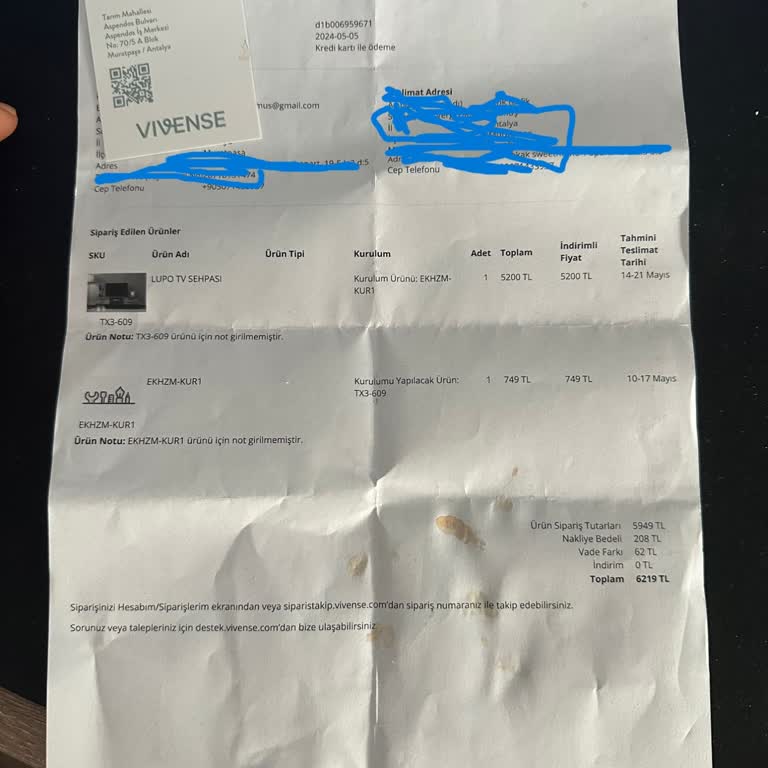 Tarım Mahallesi
Aspendos Bulvarı
Aspendos İş Merkezi
No: 70/5 A Blok
Muratpaşa / Antalya
VIVENSE
d1b006959671
2024-05-05
Kredi kartı ile ödeme
mus@gmail.com
Adres
Cep Telefonu
limat Adresi
İl
ntalya
Cep Telefonu
Sipariş Edilen Ürünler
SKU Ürün Adı Ürün Tipi Kurulum Adet Toplam İndirimli Fiyat Tahmini Teslimat Tarihi
LUPO TV SEHPASI Kurulum Ürünü: EKHZM-KUR1 1 5200 TL 5200 TL 14-21 Mayıs
TX3-609
Ürün Notu: TX3-609 ürünü için not girilmemiştir.
EKHZM-KUR1 Kurulumu Yapılacak Ürün: TX3-609 1 749 TL 749 TL 10-17 Mayıs
EKHZM-KUR1
Ürün Notu: EKHZM-KUR1 ürünü için not girilmemiştir.
Ürün Sipariş Tutarları 5949 TL
Nakliye Bedeli 208 TL
Vade Farkı 62 TL
İndirim 0 TL
Toplam 6219 TL
Siparişinizi Hesabım/Siparişlerim ekranından veya siparistakip.vivense.com'dan sipariş numaranız ile takip edebilirsiniz.
Sorunuz veya talepleriniz için destek.vivense.com'dan bize ulaşabilirsiniz.